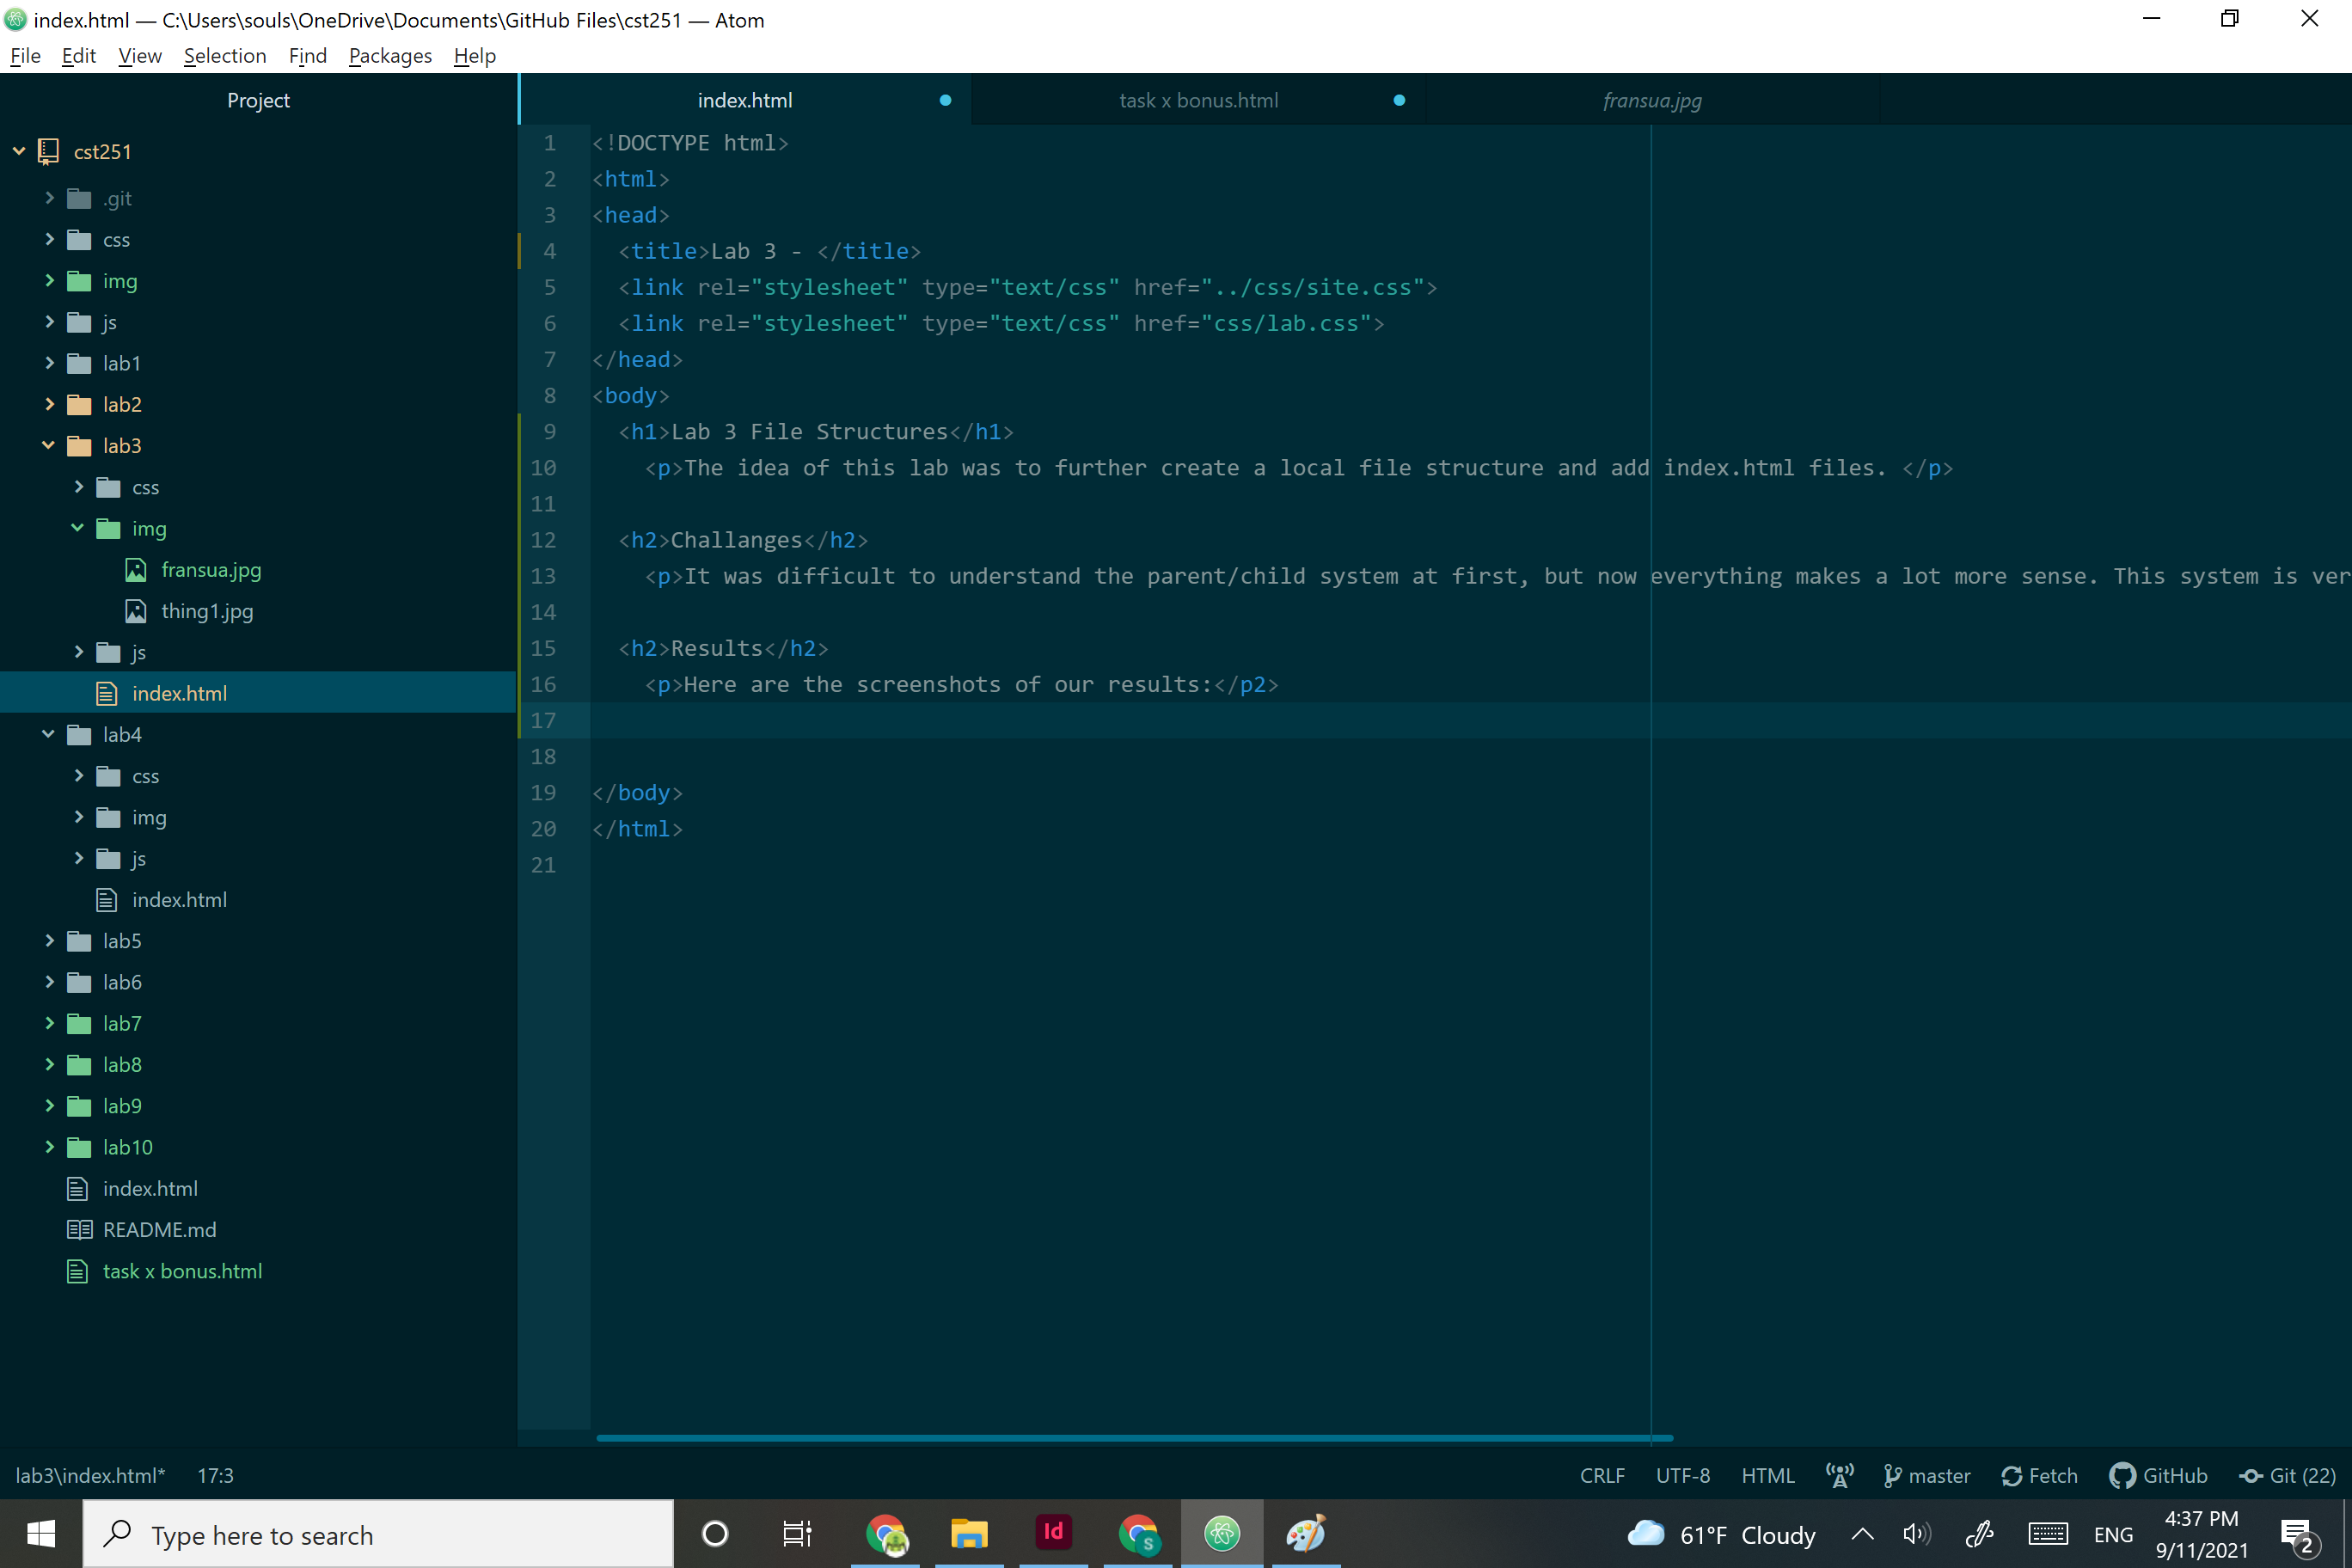 index.html — C:\Users\souls\OneDrive\Documents\GitHub Files\cst251 — Atom
File Edit View Selection Find Packages Help
Project
cst251
.git
css
img
js
lab1
lab2
lab3
css
img
fransua.jpg
thing1.jpg
js
index.html
lab4
css
img
js
index.html
lab5
lab6
lab7
lab8
lab9
lab10
index.html
README.md
task x bonus.html
index.html task x bonus.html fransua.jpg
1 <!DOCTYPE html>
2 <html>
3 <head>
4 <title>Lab 3 - </title>
5 <link rel="stylesheet" type="text/css" href="../css/site.css">
6 <link rel="stylesheet" type="text/css" href="css/lab.css">
7 </head>
8 <body>
9 <h1>Lab 3 File Structures</h1>
10 <p>The idea of this lab was to further create a local file structure and add index.html files. </p>
11
12 <h2>Challanges</h2>
13 <p>It was difficult to understand the parent/child system at first, but now everything makes a lot more sense. This system is ver
14
15 <h2>Results</h2>
16 <p>Here are the screenshots of our results:</p2>
17
18
19 </body>
20 </html>
21
lab3\index.html* 17:3 CRLF UTF-8 HTML master Fetch GitHub Git (22)
Type here to search Id S 61°F Cloudy ENG 4:37 PM 2
9/11/2021